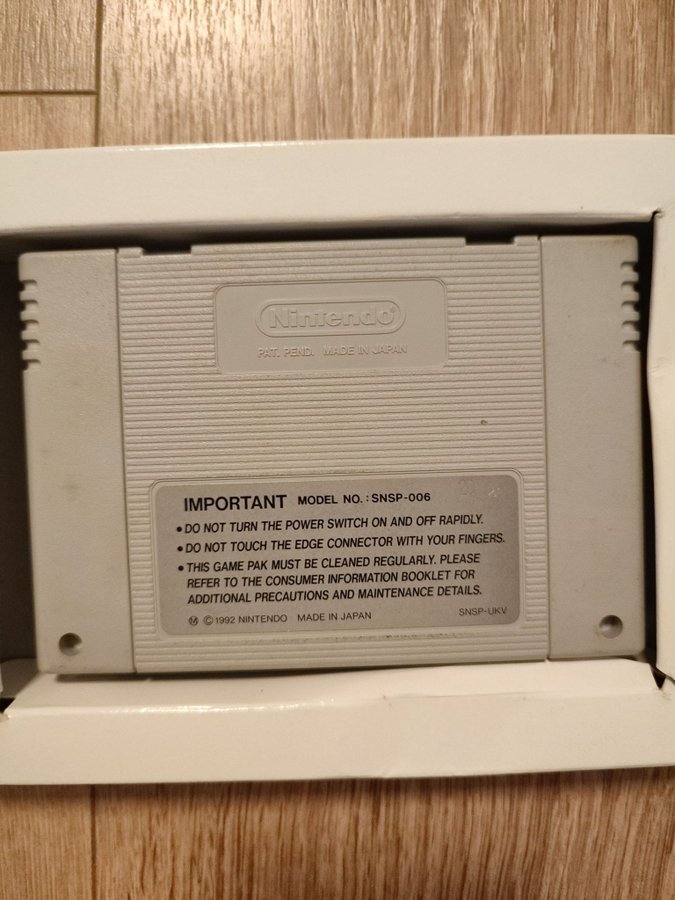 Nintendo®
PAT. PEND. MADE IN JAPAN
IMPORTANT MODEL NO. : SNSP-006
• DO NOT TURN THE POWER SWITCH ON AND OFF RAPIDLY.
• DO NOT TOUCH THE EDGE CONNECTOR WITH YOUR FINGERS.
• THIS GAME PAK MUST BE CLEANED REGULARLY. PLEASE
REFER TO THE CONSUMER INFORMATION BOOKLET FOR
ADDITIONAL PRECAUTIONS AND MAINTENANCE DETAILS.
Ⓜ © 1992 NINTENDO MADE IN JAPAN SNSP-UKV